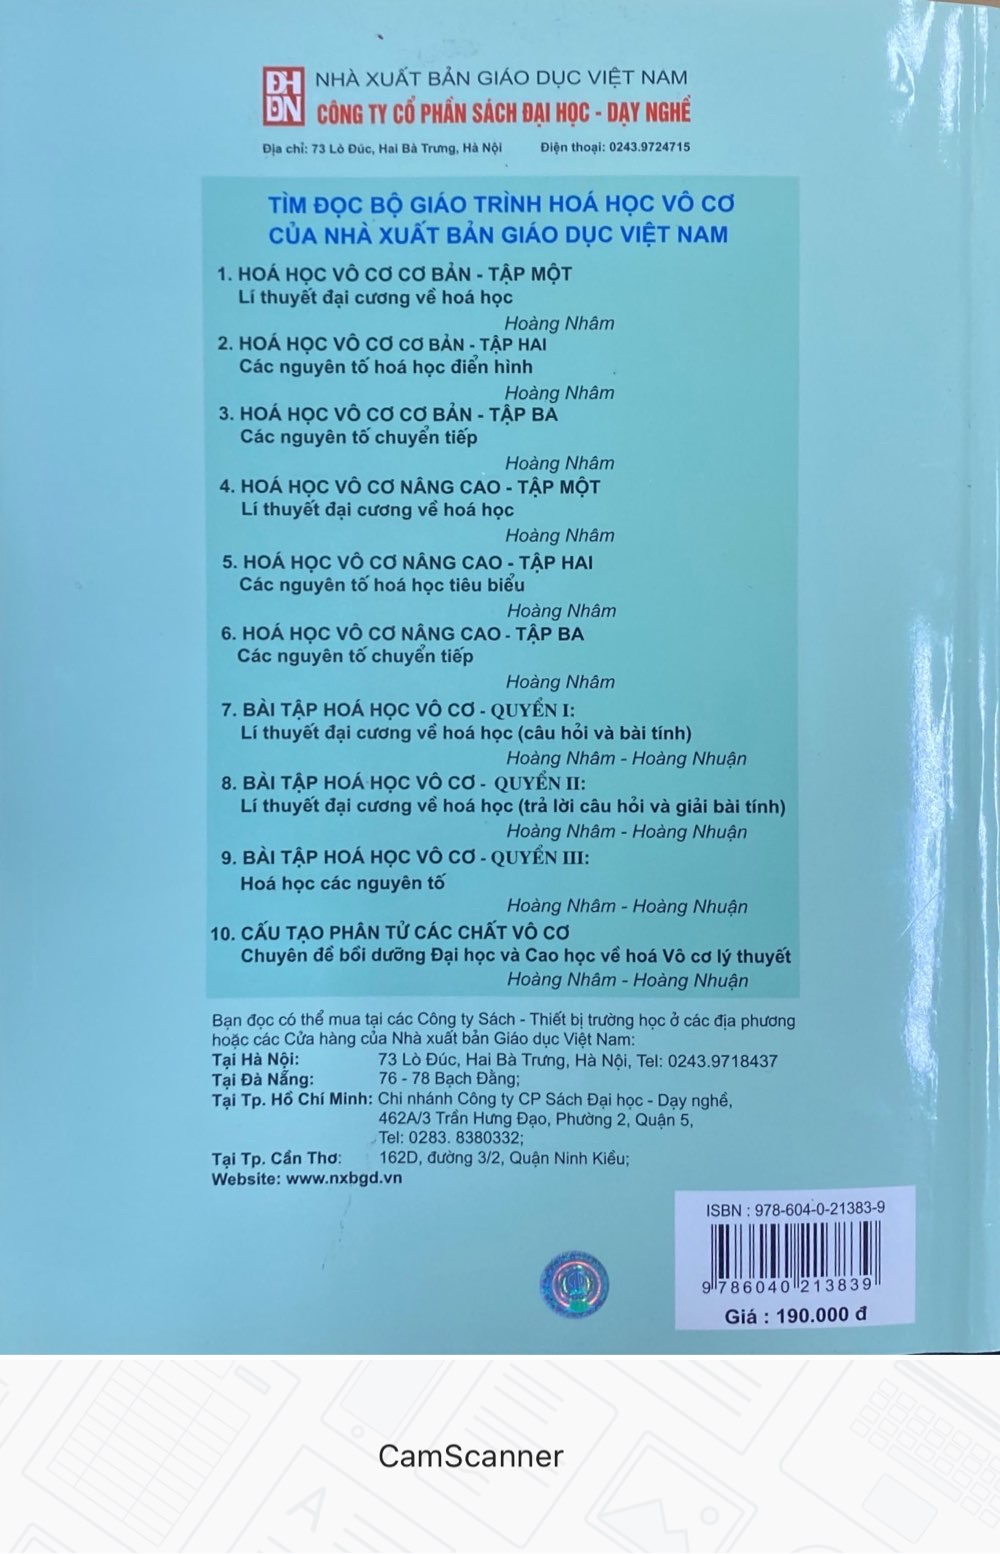 ĐH
ĐN
NHÀ XUẤT BẢN GIÁO DỤC VIỆT NAM
CÔNG TY CỔ PHẦN SÁCH ĐẠI HỌC - DẠY NGHỀ
Địa chỉ: 73 Lò Đúc, Hai Bà Trưng, Hà Nội Điện thoại: 0243.9724715
TÌM ĐỌC BỘ GIÁO TRÌNH HOÁ HỌC VÔ CƠ
CỦA NHÀ XUẤT BẢN GIÁO DỤC VIỆT NAM
1. HOÁ HỌC VÔ CƠ CƠ BẢN - TẬP MỘT
Lí thuyết đại cương về hoá học
Hoàng Nhâm
2. HOÁ HỌC VÔ CƠ CƠ BẢN - TẬP HAI
Các nguyên tố hoá học điển hình
Hoàng Nhâm
3. HOÁ HỌC VÔ CƠ CƠ BẢN - TẬP BA
Các nguyên tố chuyển tiếp
Hoàng Nhâm
4. HOÁ HỌC VÔ CƠ NÂNG CAO - TẬP MỘT
Lí thuyết đại cương về hoá học
Hoàng Nhâm
5. HOÁ HỌC VÔ CƠ NÂNG CAO - TẬP HAI
Các nguyên tố hoá học tiêu biểu
Hoàng Nhâm
6. HOÁ HỌC VÔ CƠ NÂNG CAO - TẬP BA
Các nguyên tố chuyển tiếp
Hoàng Nhâm
7. BÀI TẬP HOÁ HỌC VÔ CƠ - QUYỂN I:
Lí thuyết đại cương về hoá học (câu hỏi và bài tính)
Hoàng Nhâm - Hoàng Nhuận
8. BÀI TẬP HOÁ HỌC VÔ CƠ - QUYỂN II:
Lí thuyết đại cương về hoá học (trả lời câu hỏi và giải bài tính)
Hoàng Nhâm - Hoàng Nhuận
9. BÀI TẬP HOÁ HỌC VÔ CƠ - QUYỂN III:
Hoá học các nguyên tố
Hoàng Nhâm - Hoàng Nhuận
10. CẤU TẠO PHÂN TỬ CÁC CHẤT VÔ CƠ
Chuyên đề bồi dưỡng Đại học và Cao học về hoá Vô cơ lý thuyết
Hoàng Nhâm - Hoàng Nhuận
Bạn đọc có thể mua tại các Công ty Sách - Thiết bị trường học ở các địa phương
hoặc các Cửa hàng của Nhà xuất bản Giáo dục Việt Nam:
Tại Hà Nội: 73 Lò Đúc, Hai Bà Trưng, Hà Nội, Tel: 0243.9718437
Tại Đà Nẵng: 76 - 78 Bạch Đằng;
Tại Tp. Hồ Chí Minh: Chi nhánh Công ty CP Sách Đại học - Dạy nghề,
462A/3 Trần Hưng Đạo, Phường 2, Quận 5,
Tel: 0283. 8380332;
Tại Tp. Cần Thơ: 162D, đường 3/2, Quận Ninh Kiều;
Website: www.nxbgd.vn
ISBN : 978-604-0-21383-9
9 786040 213839
Giá : 190.000 đ
CamScanner